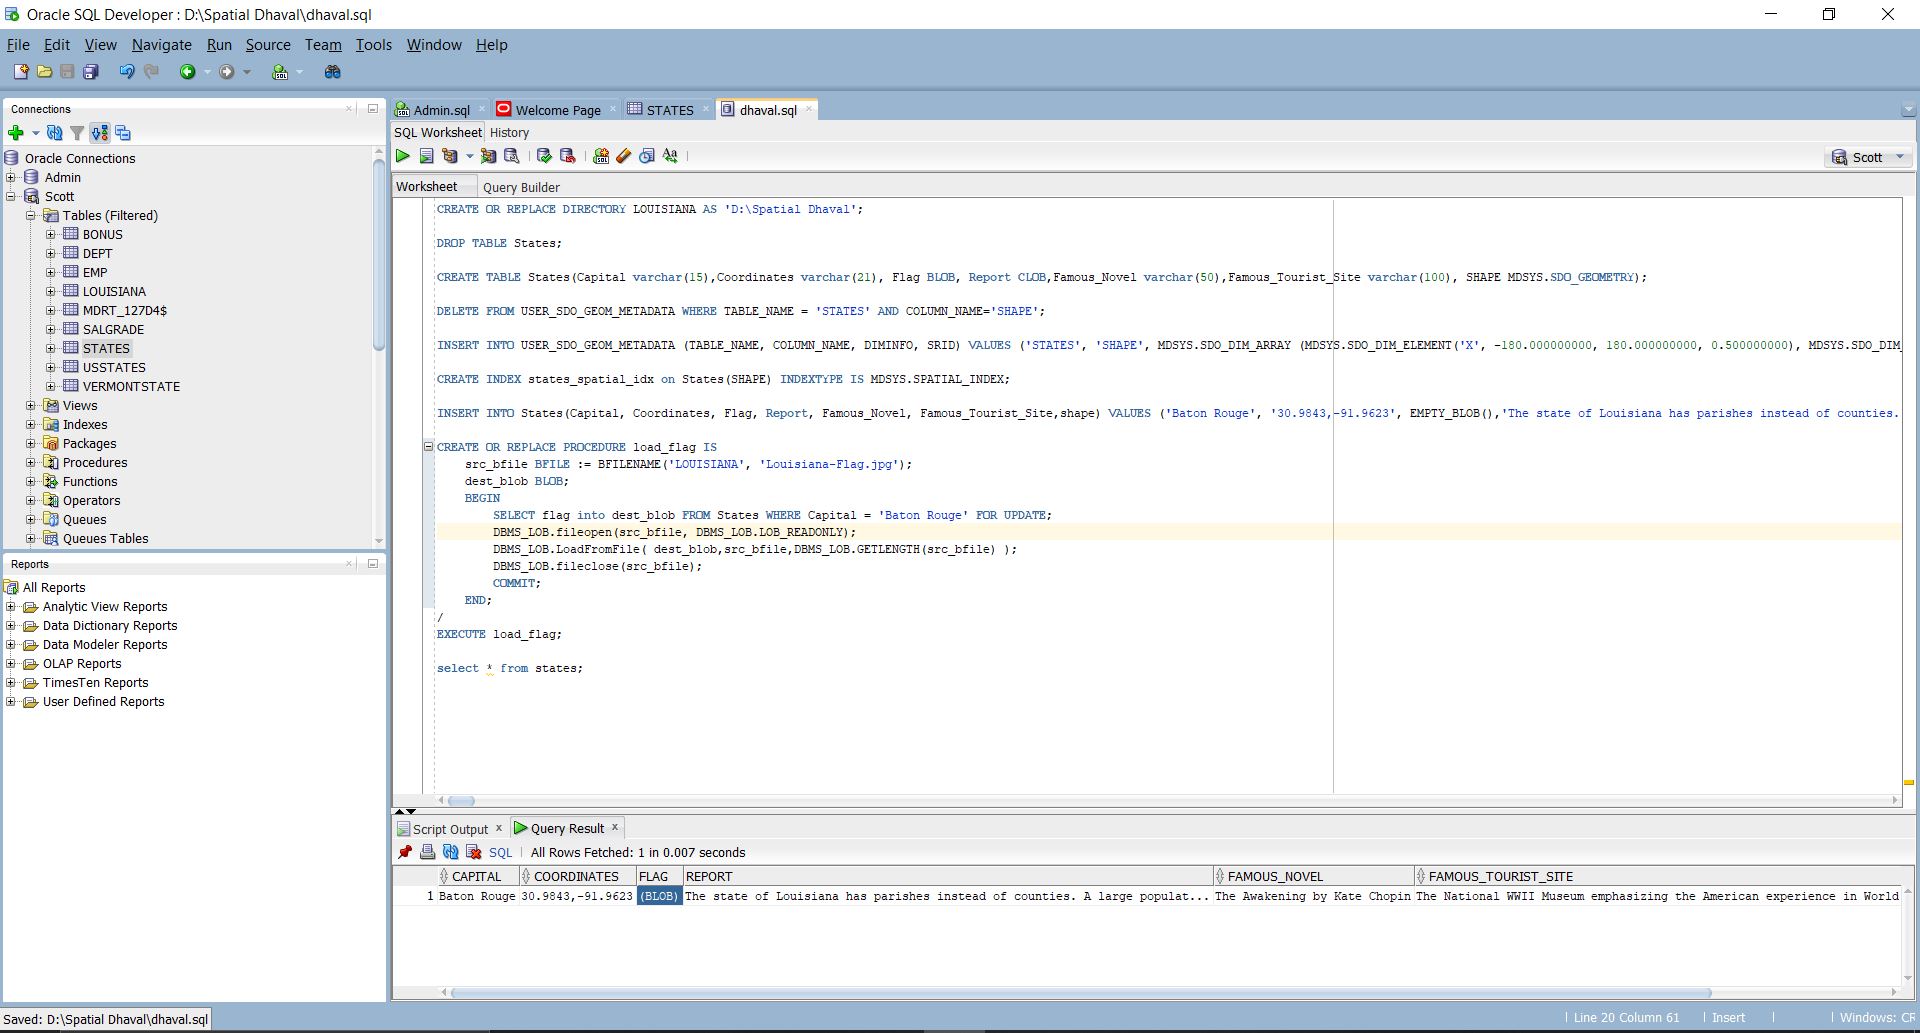 Oracle SQL Developer : D:\Spatial Dhaval\dhaval.sql
File Edit View Navigate Run Source Team Tools Window Help
Connections
Oracle Connections
Admin
Scott
Tables (Filtered)
BONUS
DEPT
EMP
LOUISIANA
MDRT_127D4$
SALGRADE
STATES
USSTATES
VERMONTSTATE
Views
Indexes
Packages
Procedures
Functions
Operators
Queues
Queues Tables
Reports
All Reports
Analytic View Reports
Data Dictionary Reports
Data Modeler Reports
OLAP Reports
TimesTen Reports
User Defined Reports
Admin.sql Welcome Page STATES dhaval.sql
SQL Worksheet History
Scott
Worksheet Query Builder
CREATE OR REPLACE DIRECTORY LOUISIANA AS 'D:\Spatial Dhaval';
DROP TABLE States;
CREATE TABLE States(Capital varchar(15),Coordinates varchar(21), Flag BLOB, Report CLOB,Famous_Novel varchar(50),Famous_Tourist_Site varchar(100), SHAPE MDSYS.SDO_GEOMETRY);
DELETE FROM USER_SDO_GEOM_METADATA WHERE TABLE_NAME = 'STATES' AND COLUMN_NAME='SHAPE';
INSERT INTO USER_SDO_GEOM_METADATA (TABLE_NAME, COLUMN_NAME, DIMINFO, SRID) VALUES ('STATES', 'SHAPE', MDSYS.SDO_DIM_ARRAY (MDSYS.SDO_DIM_ELEMENT('X', -180.000000000, 180.000000000, 0.500000000), MDSYS.SDO_DIM_
CREATE INDEX states_spatial_idx on States(SHAPE) INDEXTYPE IS MDSYS.SPATIAL_INDEX;
INSERT INTO States(Capital, Coordinates, Flag, Report, Famous_Novel, Famous_Tourist_Site,shape) VALUES ('Baton Rouge', '30.9843,-91.9623', EMPTY_BLOB(),'The state of Louisiana has parishes instead of counties.
CREATE OR REPLACE PROCEDURE load_flag IS
src_bfile BFILE := BFILENAME('LOUISIANA', 'Louisiana-Flag.jpg');
dest_blob BLOB;
BEGIN
SELECT flag into dest_blob FROM States WHERE Capital = 'Baton Rouge' FOR UPDATE;
DBMS_LOB.fileopen(src_bfile, DBMS_LOB.LOB_READONLY);
DBMS_LOB.LoadFromFile( dest_blob,src_bfile,DBMS_LOB.GETLENGTH(src_bfile) );
DBMS_LOB.fileclose(src_bfile);
COMMIT;
END;
/
EXECUTE load_flag;
select * from states;
Script Output x Query Result x
SQL All Rows Fetched: 1 in 0.007 seconds
CAPITAL COORDINATES FLAG REPORT FAMOUS_NOVEL FAMOUS_TOURIST_SITE
1 Baton Rouge 30.9843,-91.9623 (BLOB) The state of Louisiana has parishes instead of counties. A large populat... The Awakening by Kate Chopin The National WWII Museum emphasizing the American experience in World
Saved: D:\Spatial Dhaval\dhaval.sql
Line 20 Column 61 Insert Windows: CR